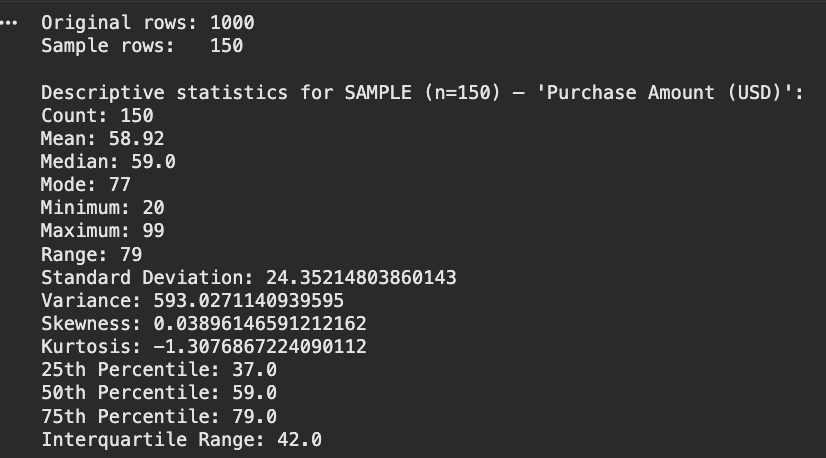 Original rows: 1000
Sample rows:   150

Descriptive statistics for SAMPLE (n=150) — 'Purchase Amount (USD)':
Count: 150
Mean: 58.92
Median: 59.0
Mode: 77
Minimum: 20
Maximum: 99
Range: 79
Standard Deviation: 24.35214803860143
Variance: 593.0271140939595
Skewness: 0.03896146591212162
Kurtosis: -1.3076867224090112
25th Percentile: 37.0
50th Percentile: 59.0
75th Percentile: 79.0
Interquartile Range: 42.0